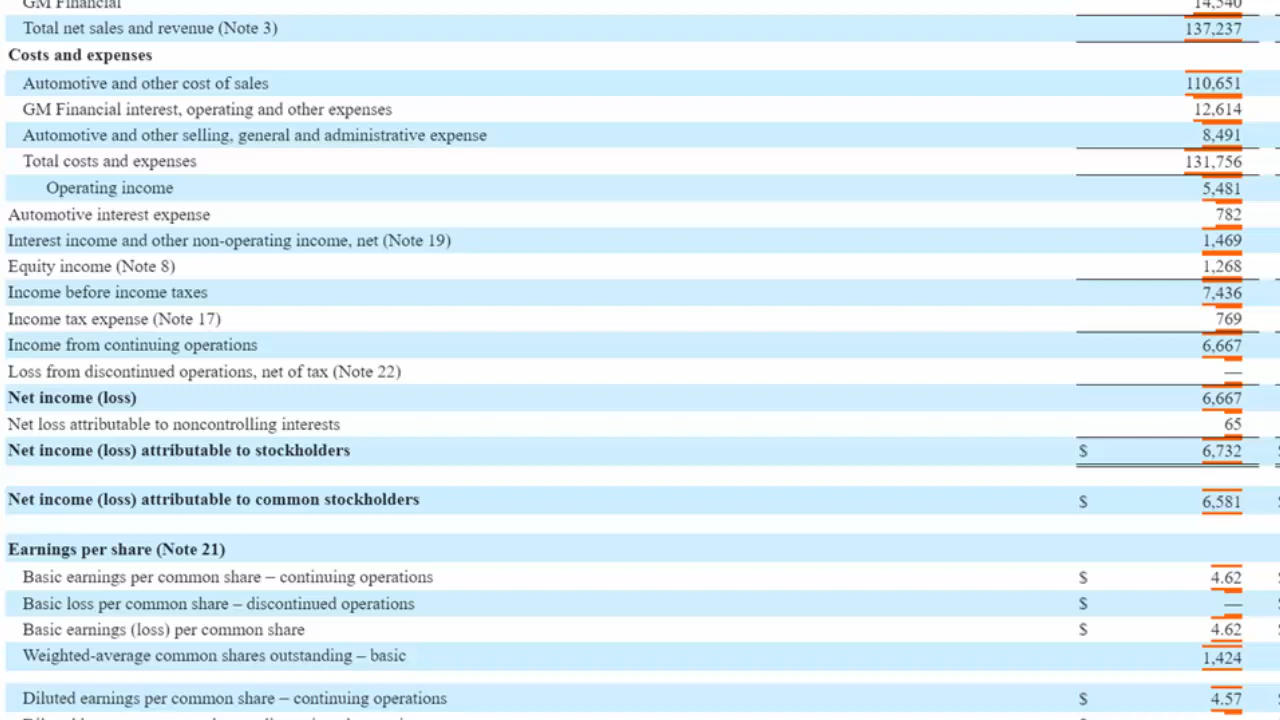 GM Financial 14,540
Total net sales and revenue (Note 3) 137,237
Costs and expenses
Automotive and other cost of sales 110,651
GM Financial interest, operating and other expenses 12,614
Automotive and other selling, general and administrative expense 8,491
Total costs and expenses 131,756
Operating income 5,481
Automotive interest expense 782
Interest income and other non-operating income, net (Note 19) 1,469
Equity income (Note 8) 1,268
Income before income taxes 7,436
Income tax expense (Note 17) 769
Income from continuing operations 6,667
Loss from discontinued operations, net of tax (Note 22) —
Net income (loss) 6,667
Net loss attributable to noncontrolling interests 65
Net income (loss) attributable to stockholders $ 6,732
Net income (loss) attributable to common stockholders $ 6,581
Earnings per share (Note 21)
Basic earnings per common share – continuing operations $ 4.62
Basic loss per common share – discontinued operations $ —
Basic earnings (loss) per common share $ 4.62
Weighted-average common shares outstanding – basic 1,424
Diluted earnings per common share – continuing operations $ 4.57